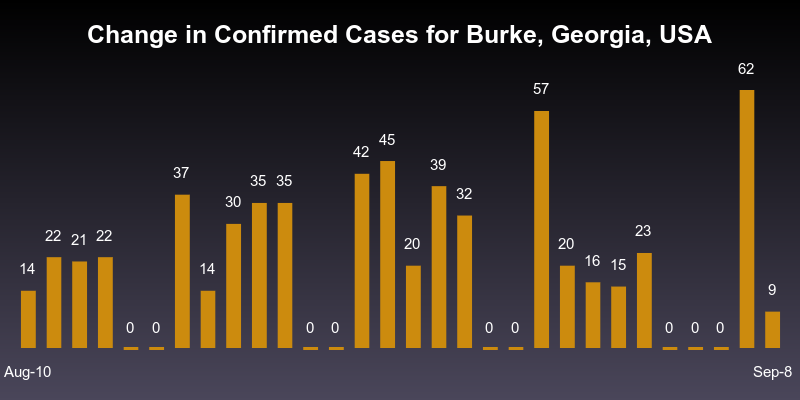 Change in Confirmed Cases for Burke, Georgia, USA
14 22 21 22 0 0 37 14 30 35 35 0 0 42 45 20 39 32 0 0 57 20 16 15 23 0 0 0 62 9
Aug-10 Sep-8